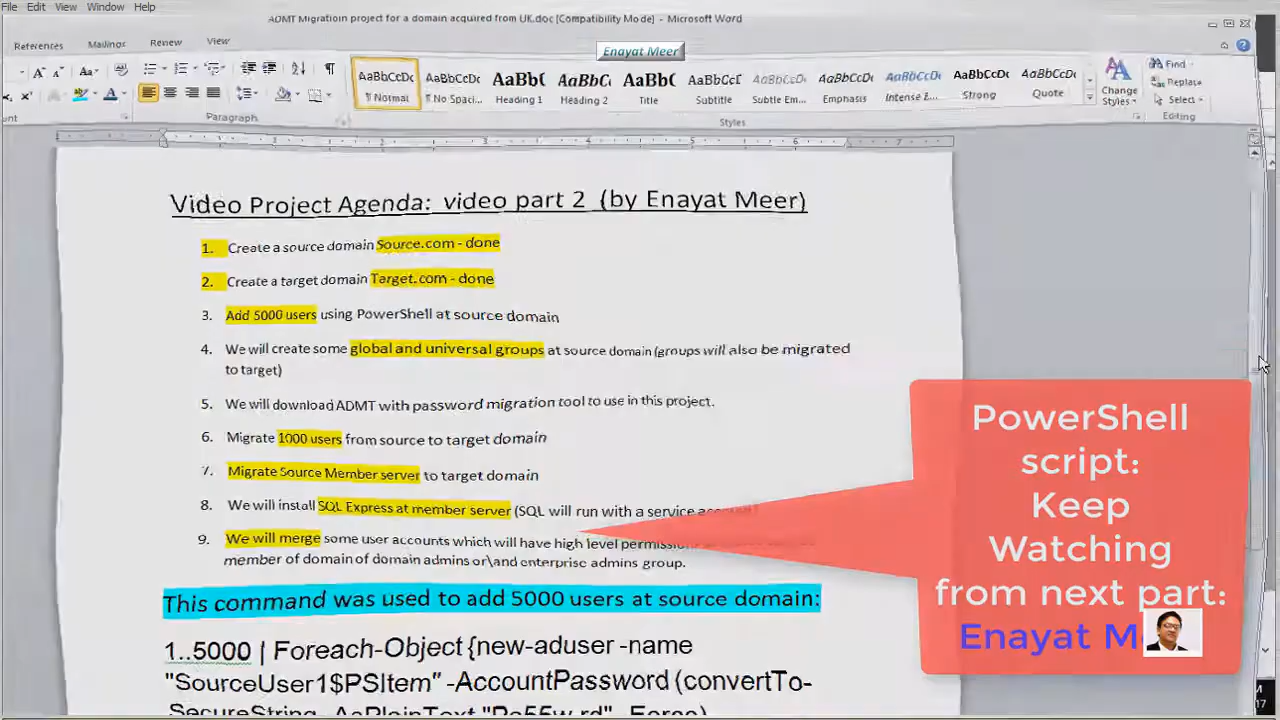 File Edit View Window Help
ADMT Migratioin project for a domain acquired from UK.doc [Compatibility Mode] - Microsoft Word
References Mailings Review View
Enayat Meer
AaBbCcDc AaBbCcDc AaBbC AaBbCc AaBbC AaBbCcDc AaBbCcDc AaBbCcDc AaBbCcDc AaBbCcDc AaBbCcDc
¶ Normal ¶ No Spaci... Heading 1 Heading 2 Title Subtitle Subtle Em... Emphasis Intense E... Strong Quote
Change Styles
Find
Replace
Select
Paragraph Styles Editing
Video Project Agenda: video part 2 (by Enayat Meer)
1. Create a source domain Source.com - done
2. Create a target domain Target.com - done
3. Add 5000 users using PowerShell at source domain
4. We will create some global and universal groups at source domain (groups will also be migrated
to target)
5. We will download ADMT with password migration tool to use in this project.
6. Migrate 1000 users from source to target domain
7. Migrate Source Member server to target domain
8. We will install SQL Express at member server (SQL will run with a service
9. We will merge some user accounts which will have high level
member of domain of domain admins or\and enterprise admins group.
This command was used to add 5000 users at source domain:
1..5000 | Foreach-Object {new-aduser -name
"SourceUser1$PSItem" -AccountPassword (convertTo-
PowerShell
script:
Keep
Watching
from next part:
Enayat